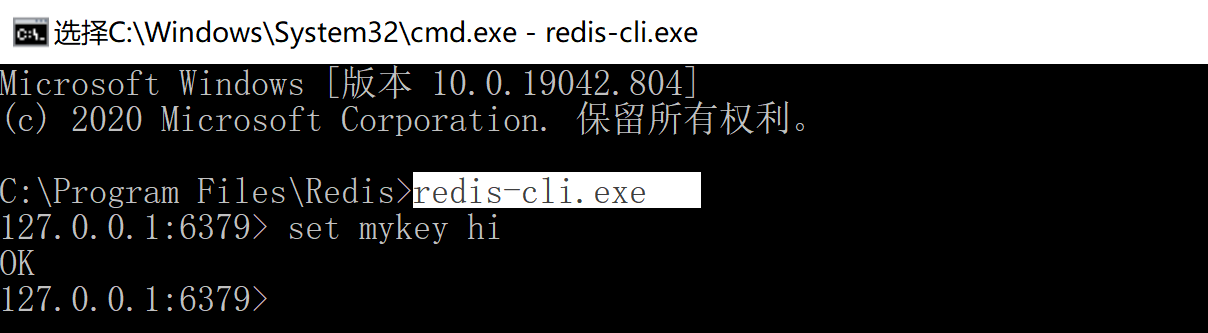 选择C:\Windows\System32\cmd.exe - redis-cli.exe
Microsoft Windows [版本 10.0.19042.804]
(c) 2020 Microsoft Corporation. 保留所有权利。
C:\Program Files\Redis>redis-cli.exe
127.0.0.1:6379> set mykey hi
OK
127.0.0.1:6379>